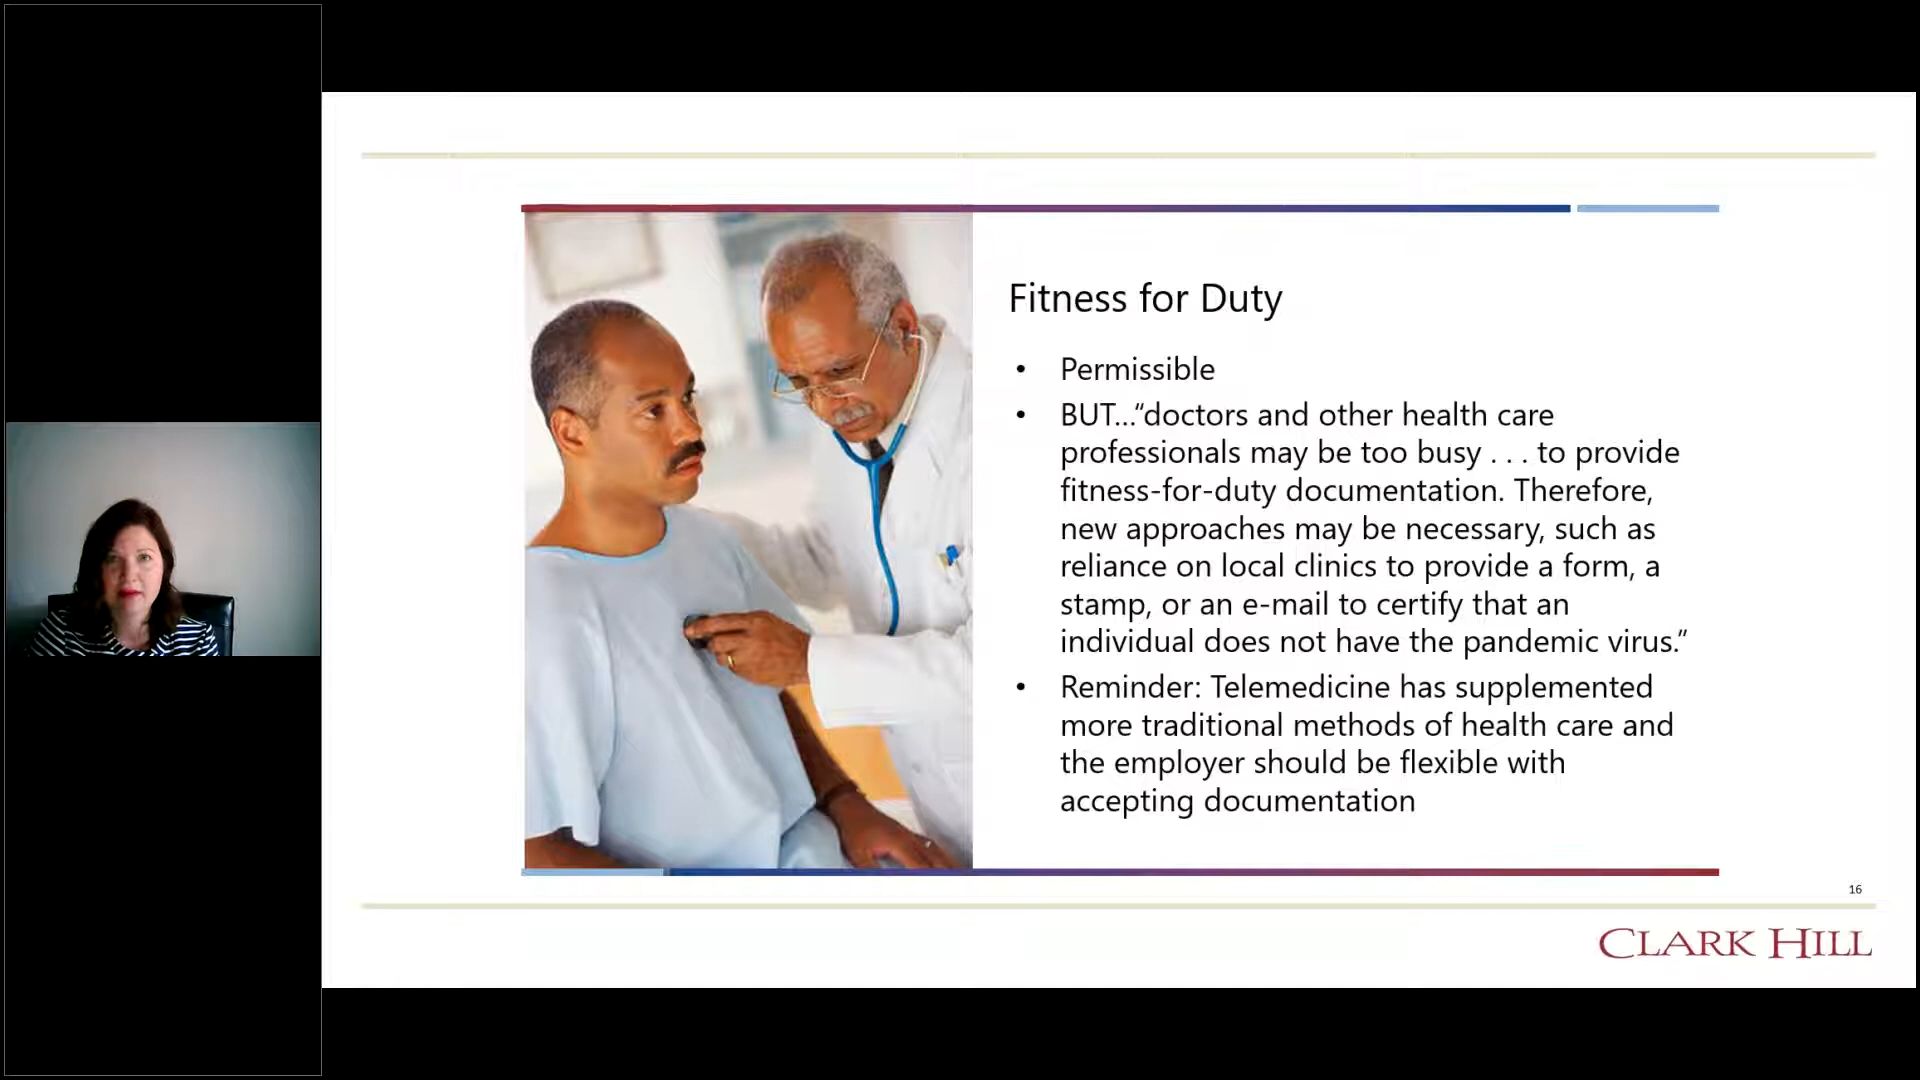 Fitness for Duty
• Permissible
• BUT...“doctors and other health care
professionals may be too busy . . . to provide
fitness-for-duty documentation. Therefore,
new approaches may be necessary, such as
reliance on local clinics to provide a form, a
stamp, or an e-mail to certify that an
individual does not have the pandemic virus.”
• Reminder: Telemedicine has supplemented
more traditional methods of health care and
the employer should be flexible with
accepting documentation
16
CLARK HILL